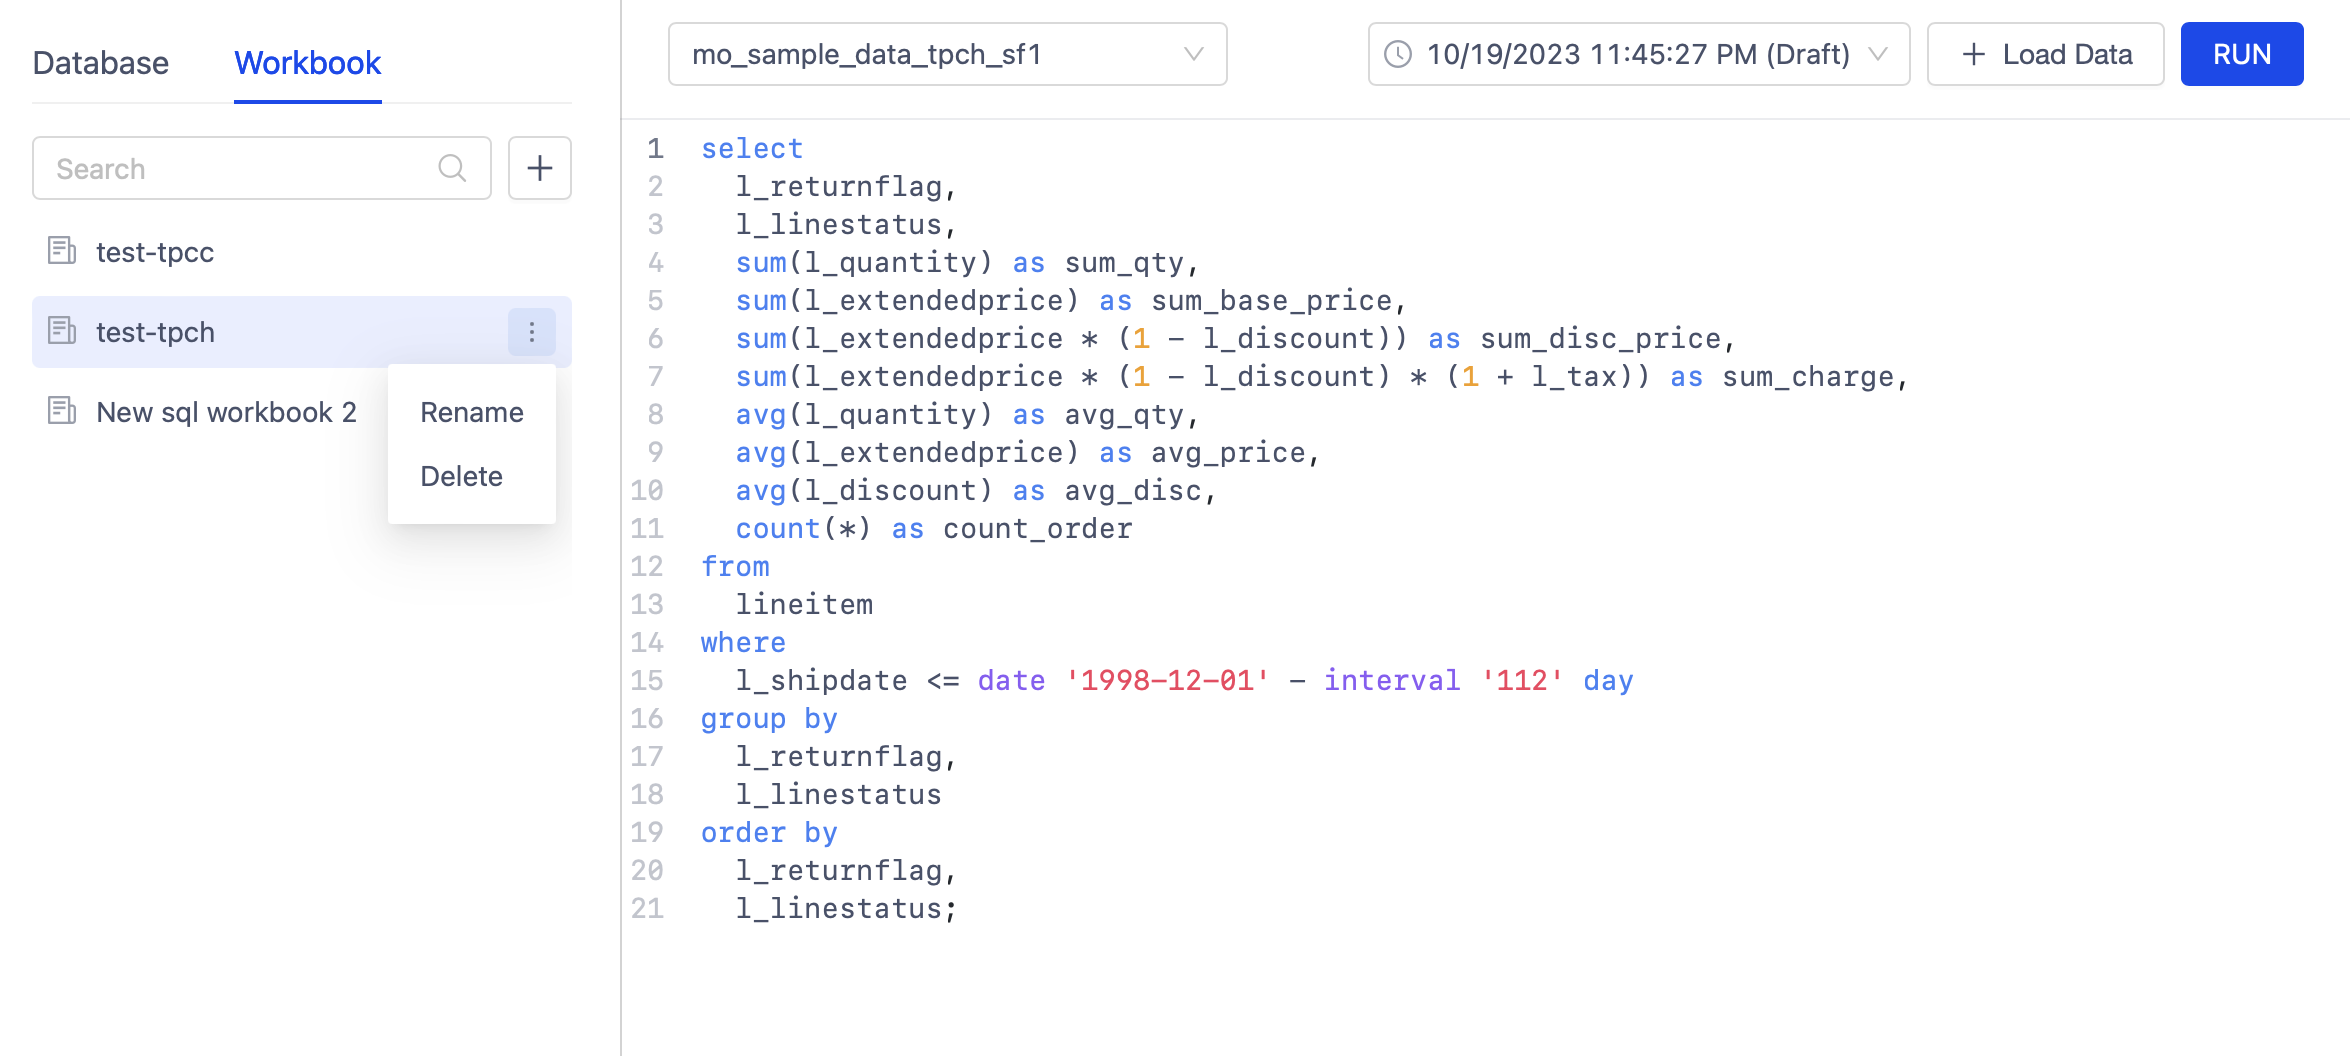 Database Workbook
Search
test-tpcc
test-tpch
New sql workbook 2
Rename
Delete
mo_sample_data_tpch_sf1
10/19/2023 11:45:27 PM (Draft)
Load Data
RUN
1 select
2 l_returnflag,
3 l_linestatus,
4 sum(l_quantity) as sum_qty,
5 sum(l_extendedprice) as sum_base_price,
6 sum(l_extendedprice * (1 - l_discount)) as sum_disc_price,
7 sum(l_extendedprice * (1 - l_discount) * (1 + l_tax)) as sum_charge,
8 avg(l_quantity) as avg_qty,
9 avg(l_extendedprice) as avg_price,
10 avg(l_discount) as avg_disc,
11 count(*) as count_order
12 from
13 lineitem
14 where
15 l_shipdate <= date '1998-12-01' - interval '112' day
16 group by
17 l_returnflag,
18 l_linestatus
19 order by
20 l_returnflag,
21 l_linestatus;